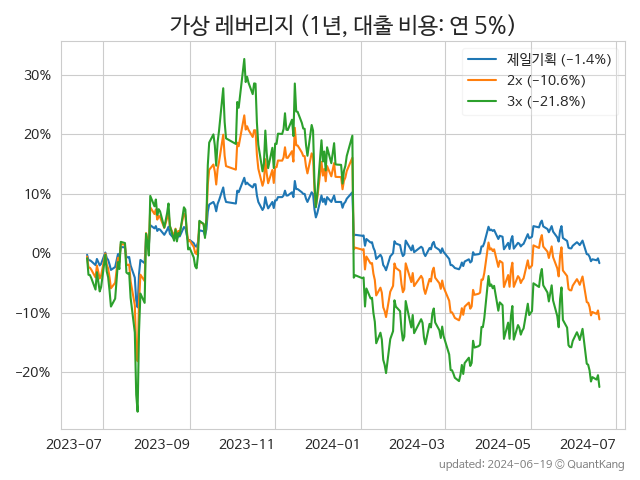 가상 레버리지 (1년, 대출 비용: 연 5%)
제일기획 (−1.4%)
2x (−10.6%)
3x (−21.8%)
30%
20%
10%
0%
−10%
−20%
2023-07 2023-09 2023-11 2024-01 2024-03 2024-05 2024-07
updated: 2024-06-19 © QuantKang